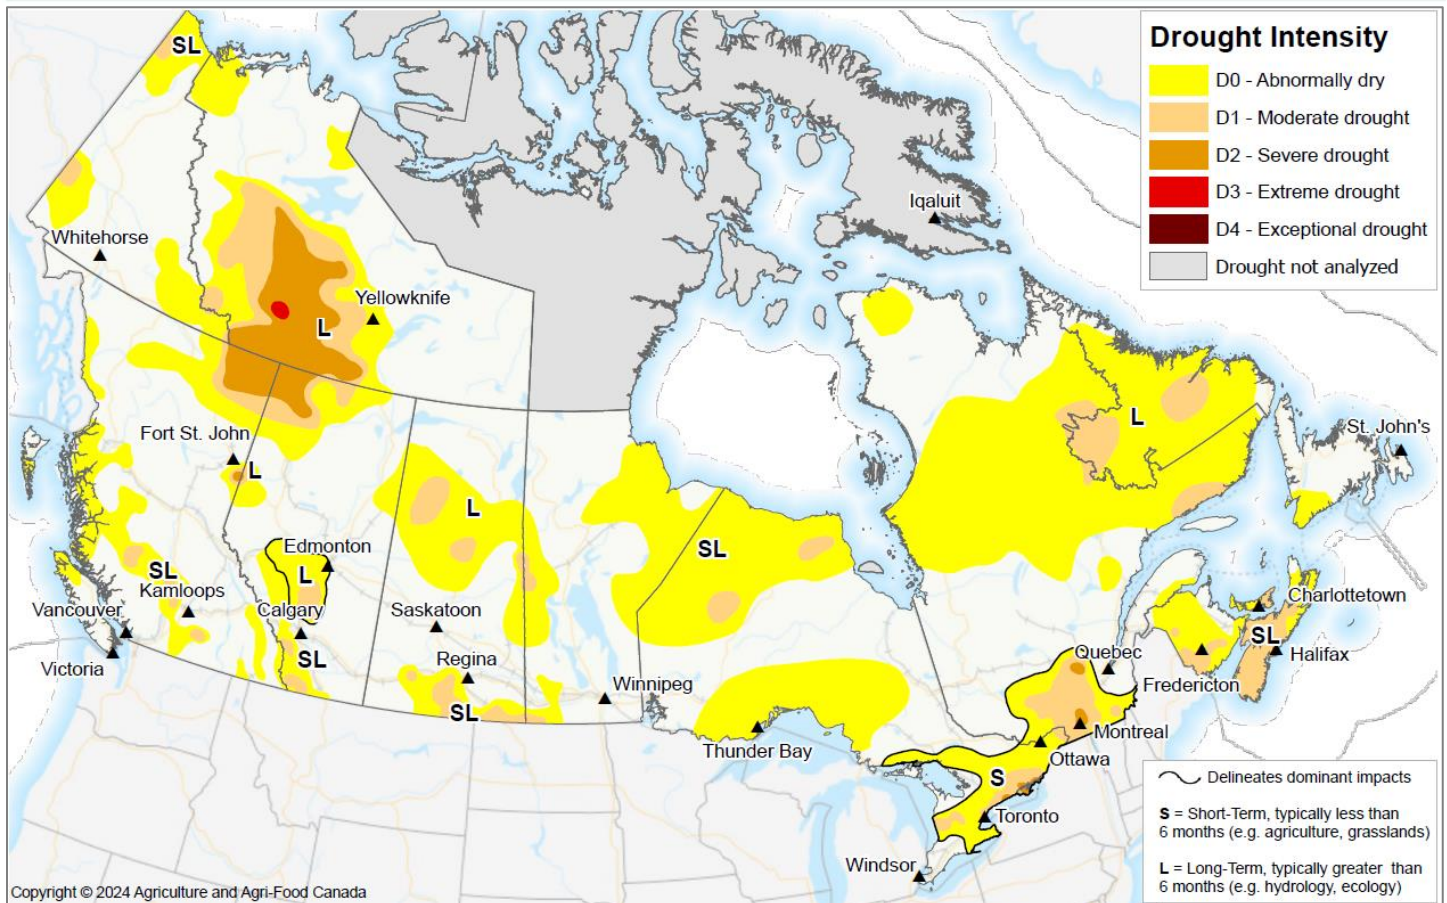 Drought Intensity
D0 - Abnormally dry
D1 - Moderate drought
D2 - Severe drought
D3 - Extreme drought
D4 - Exceptional drought
Drought not analyzed
SL
Iqaluit
Whitehorse
Yellowknife
L
Fort St. John
L
L
St. John's
L
Edmonton
L
SL
SL
Kamloops
Vancouver
Calgary
Saskatoon
Charlottetown
SL
Halifax
Victoria
SL
Regina
Quebec
Fredericton
Winnipeg
SL
Thunder Bay
Montreal
Ottawa
S
Toronto
Windsor
Delineates dominant impacts
S = Short-Term, typically less than
6 months (e.g. agriculture, grasslands)
L = Long-Term, typically greater than
6 months (e.g. hydrology, ecology)
Copyright © 2024 Agriculture and Agri-Food Canada